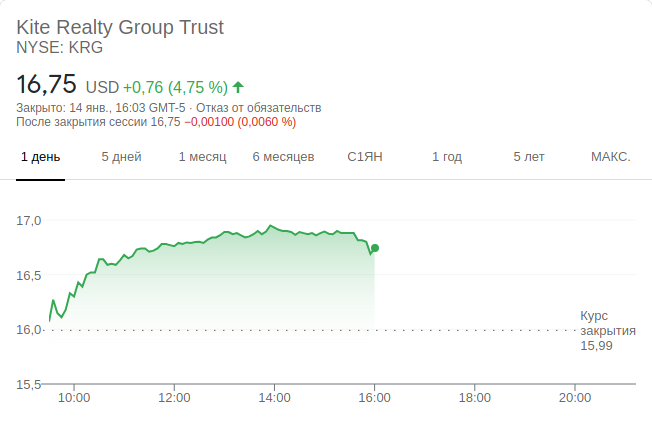 Kite Realty Group Trust
NYSE: KRG
16,75 USD +0,76 (4,75 %)
Закрыто: 14 янв., 16:03 GMT-5 · Отказ от обязательств
После закрытия сессии 16,75 −0,00100 (0,0060 %)
1 день 5 дней 1 месяц 6 месяцев С1ЯН 1 год 5 лет МАКС.
17,0
16,5
16,0
Курс
закрытия
15,99
15,5
10:00 12:00 14:00 16:00 18:00 20:00